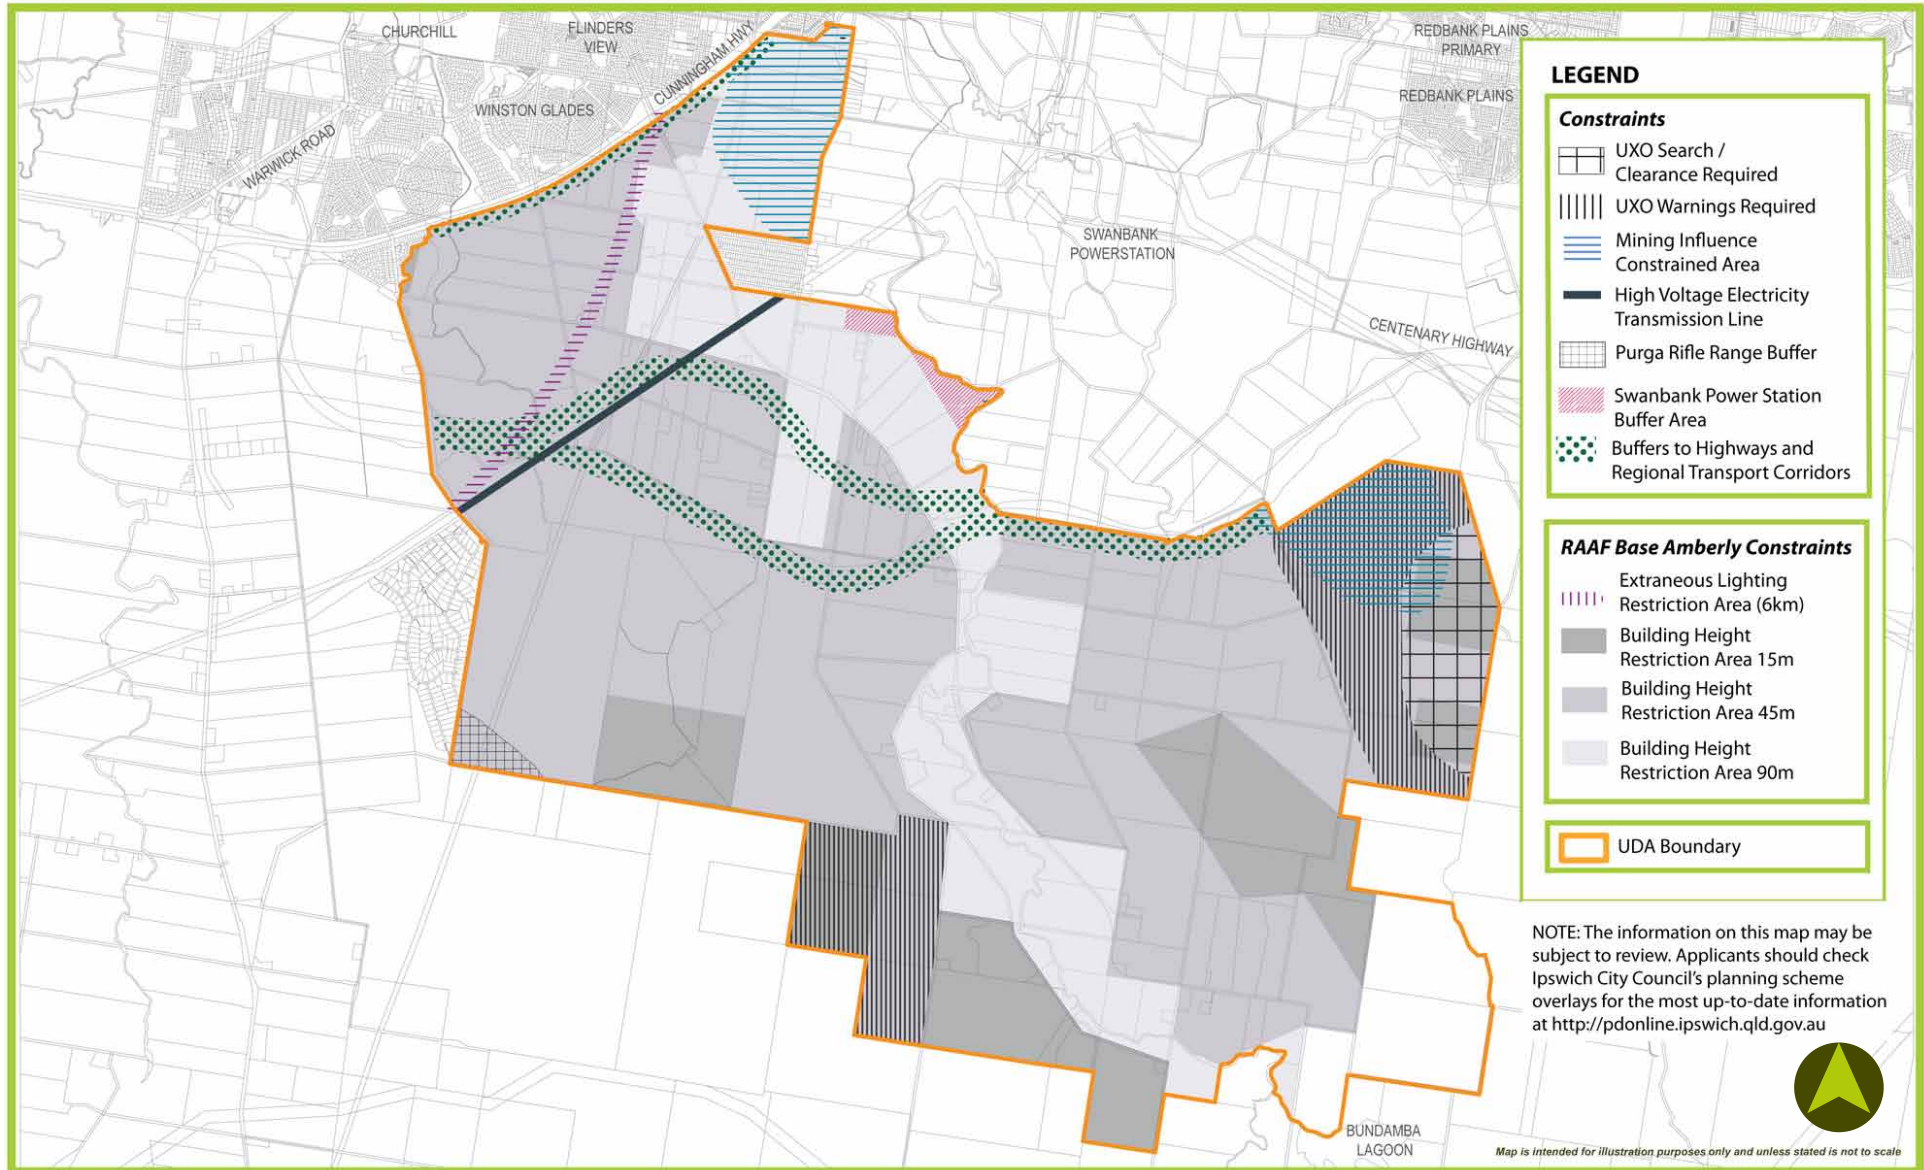 CHURCHILL
FLINDERS
VIEW
CUNNINGHAM HWY
WINSTON GLADES
WARWICK ROAD
REDBANK PLAINS
PRIMARY
REDBANK PLAINS
SWANBANK
POWERSTATION
CENTENARY HIGHWAY
BUNDAMBA
LAGOON
LEGEND
Constraints
UXO Search /
Clearance Required
UXO Warnings Required
Mining Influence
Constrained Area
High Voltage Electricity
Transmission Line
Purga Rifle Range Buffer
Swanbank Power Station
Buffer Area
Buffers to Highways and
Regional Transport Corridors
RAAF Base Amberly Constraints
Extraneous Lighting
Restriction Area (6km)
Building Height
Restriction Area 15m
Building Height
Restriction Area 45m
Building Height
Restriction Area 90m
UDA Boundary
NOTE: The information on this map may be
subject to review. Applicants should check
Ipswich City Council's planning scheme
overlays for the most up-to-date information
at http://pdonline.ipswich.qld.gov.au
Map is intended for illustration purposes only and unless stated is not to scale